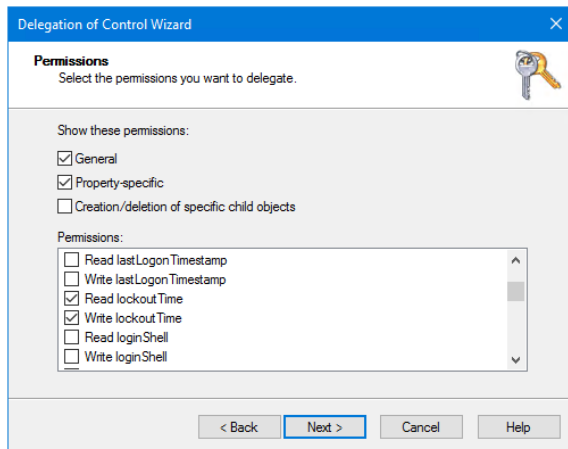 Delegation of Control Wizard
Permissions
Select the permissions you want to delegate.
Show these permissions:
General
Property-specific
Creation/deletion of specific child objects
Permissions:
Read lastLogonTimestamp
Write lastLogonTimestamp
Read lockoutTime
Write lockoutTime
Read loginShell
Write loginShell
< Back Next > Cancel Help